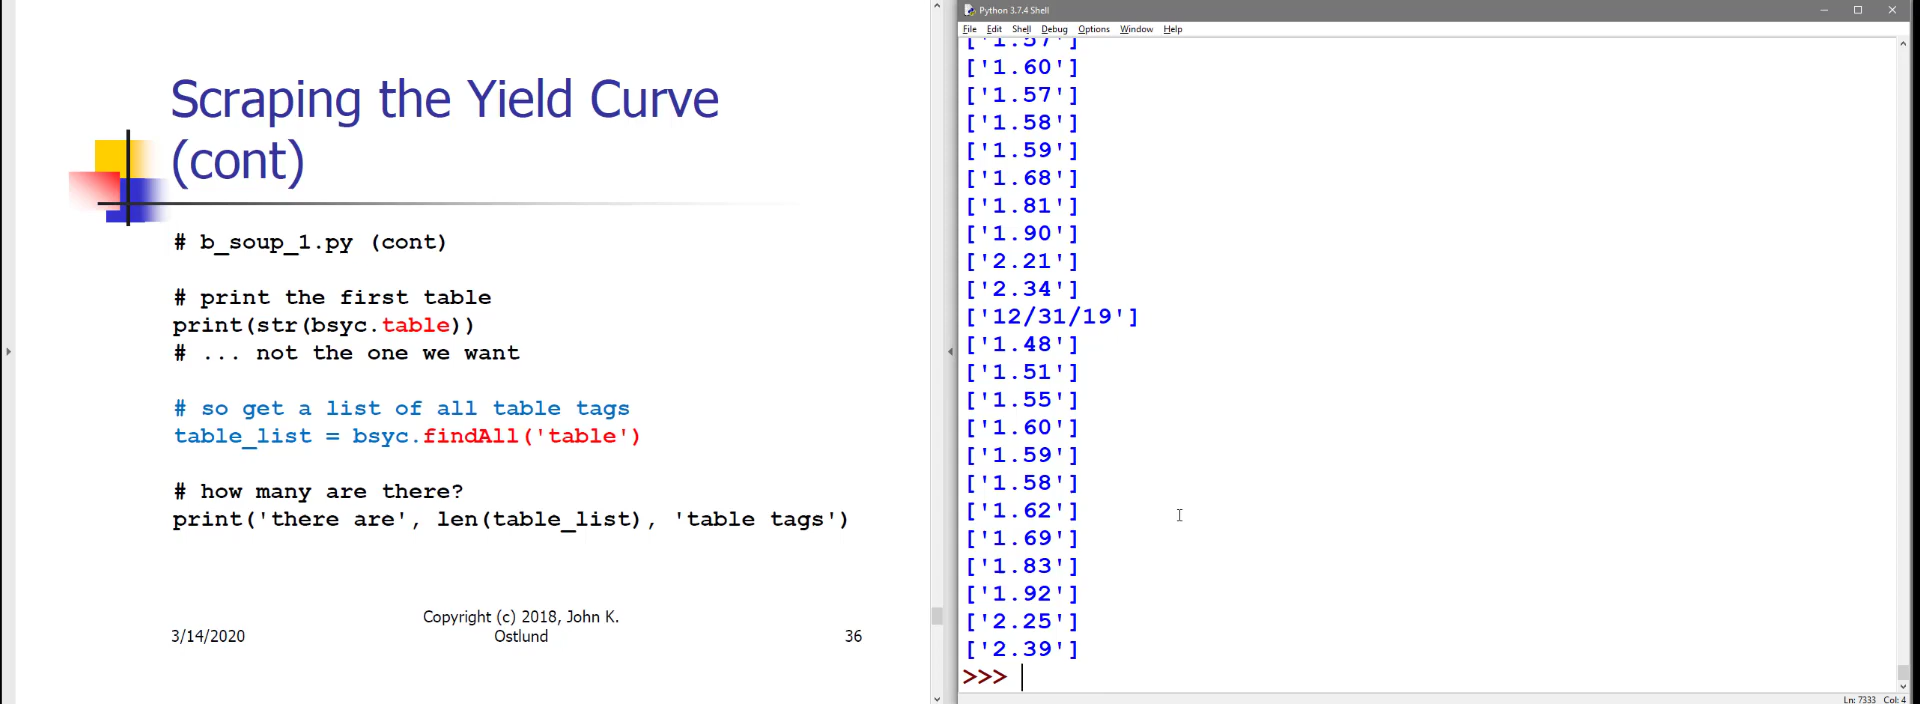 Scraping the Yield Curve
(cont)
# b_soup_1.py (cont)
# print the first table
print(str(bsyc.table))
# ... not the one we want
# so get a list of all table tags
table_list = bsyc.findAll('table')
# how many are there?
print('there are', len(table_list), 'table tags')
3/14/2020
Copyright (c) 2018, John K.
Ostlund
36
Python 3.7.4 Shell
File Edit Shell Debug Options Window Help
['1.57']
['1.60']
['1.57']
['1.58']
['1.59']
['1.68']
['1.81']
['1.90']
['2.21']
['2.34']
['12/31/19']
['1.48']
['1.51']
['1.55']
['1.60']
['1.59']
['1.58']
['1.62']
['1.69']
['1.83']
['1.92']
['2.25']
['2.39']
>>>
Ln: 7333 Col: 4